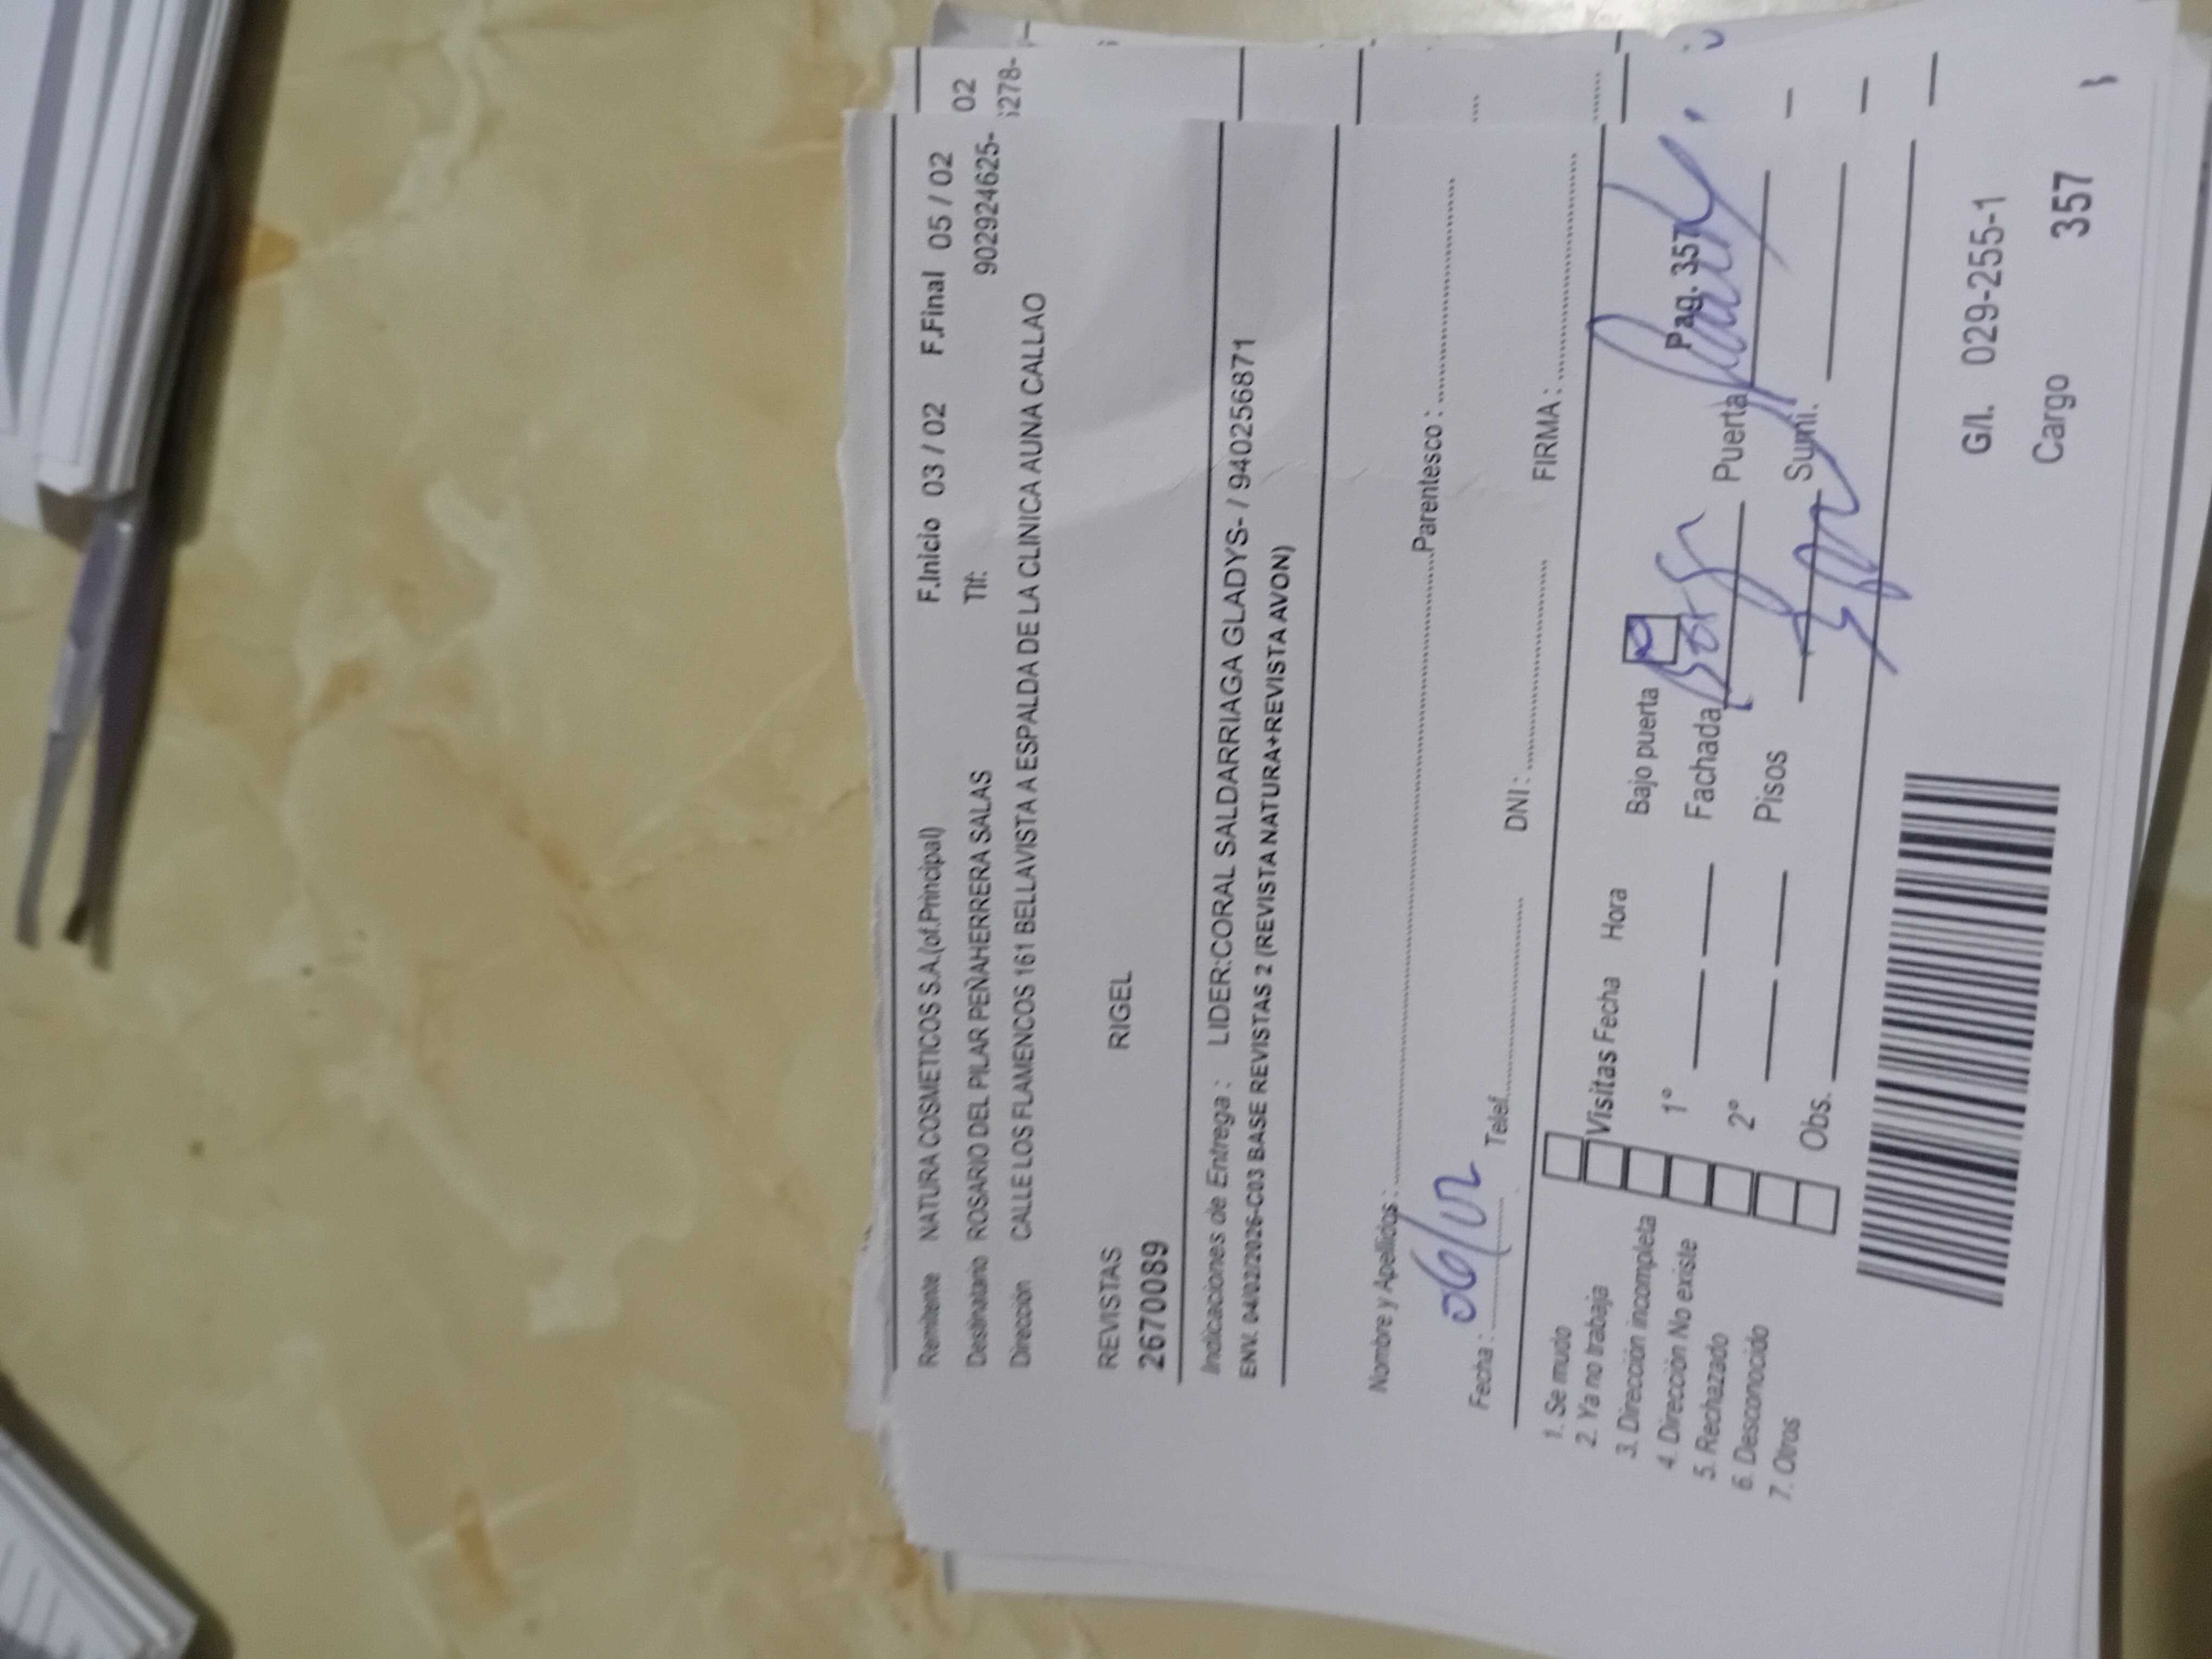 Remitente NATURA COSMETICOS S.A.(of.Principal) F.Inicio 03 / 02 F.Final 05 / 02
Destinatario ROSARIO DEL PILAR PEÑAHERRERA SALAS Tlf: 902924625-
Dirección CALLE LOS FLAMENCOS 161 BELLAVISTA A ESPALDA DE LA CLINICA AUNA CALLAO
02
278-
REVISTAS RIGEL
2670089
Indicaciones de Entrega : LIDER:CORAL SALDARRIAGA GLADYS- / 940256871
ENV. 04/02/2026-C03 BASE REVISTAS 2 (REVISTA NATURA+REVISTA AVON)
Nombre y Apellidos : Parentesco :
Fecha : 06/02 Telef. DNI : FIRMA :
1. Se mudo
2. Ya no trabaja
3. Dirección incompleta
4. Dirección No existe
5. Rechazado
6. Desconocido
7. Otros
Visitas Fecha Hora
1°
2°
Obs.
Bajo puerta
Fachada Puerta
Pisos Sumi.
Pag. 357
G/I. 029-255-1
Cargo 357